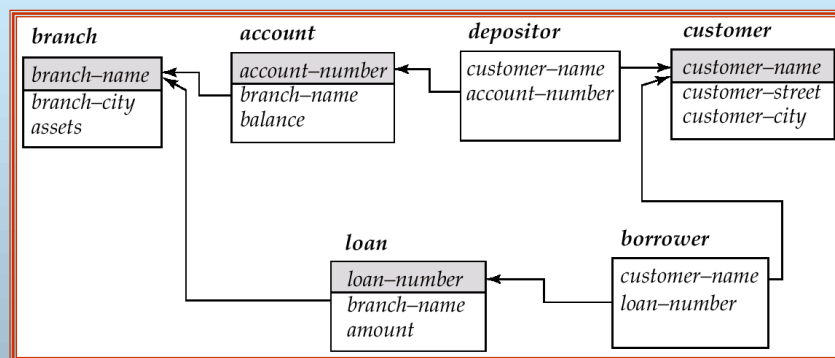 branch
branch–name
branch–city
assets
account
account–number
branch–name
balance
depositor
customer–name
account–number
customer
customer–name
customer–street
customer–city
loan
loan–number
branch–name
amount
borrower
customer–name
loan–number